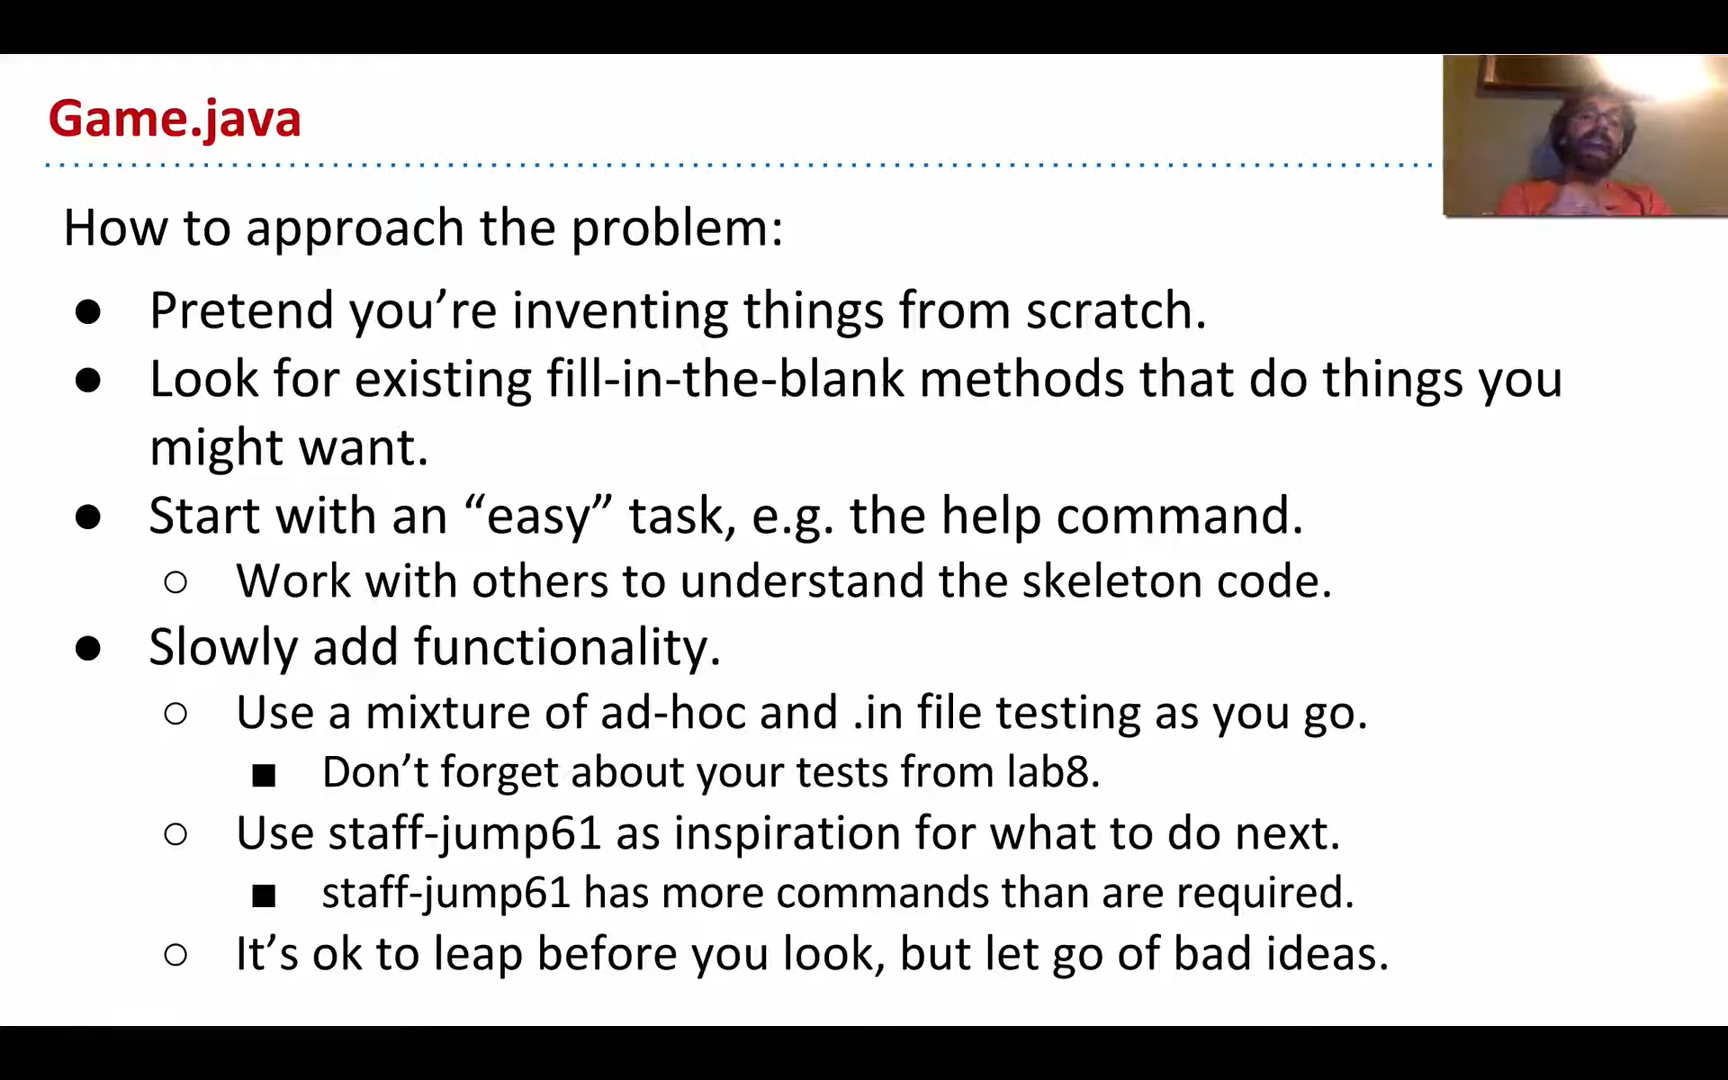 Game.java
How to approach the problem:
● Pretend you’re inventing things from scratch.
● Look for existing fill-in-the-blank methods that do things you
might want.
● Start with an “easy” task, e.g. the help command.
○ Work with others to understand the skeleton code.
● Slowly add functionality.
○ Use a mixture of ad-hoc and .in file testing as you go.
■ Don’t forget about your tests from lab8.
○ Use staff-jump61 as inspiration for what to do next.
■ staff-jump61 has more commands than are required.
○ It’s ok to leap before you look, but let go of bad ideas.